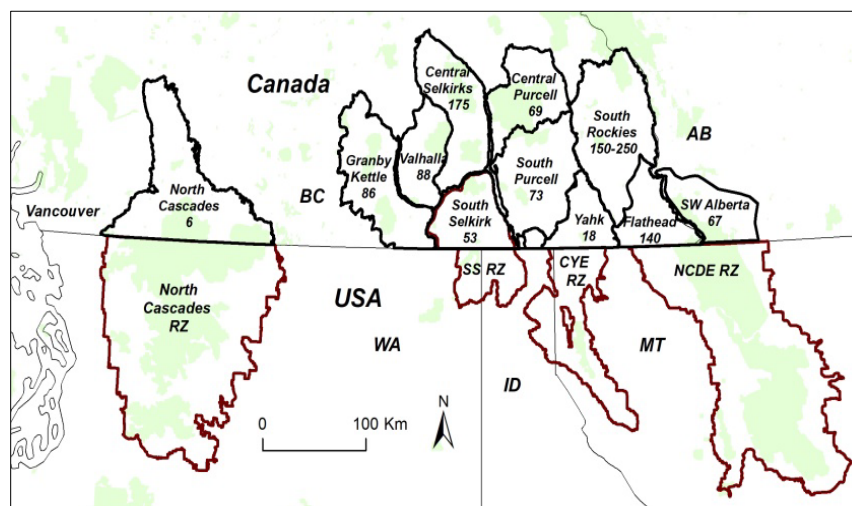 Canada
Central
Selkirks
175
Central
Purcell
69
South
Rockies
150-250
AB
BC
Granby
Kettle
86
Valhalla
88
South
Purcell
73
North
Cascades
6
Vancouver
South
Selkirk
53
Yahk
18
Flathead
140
SW Alberta
67
North
Cascades
RZ
USA
SS RZ
CYE
RZ
NCDE RZ
WA
MT
ID
0 100 Km
N